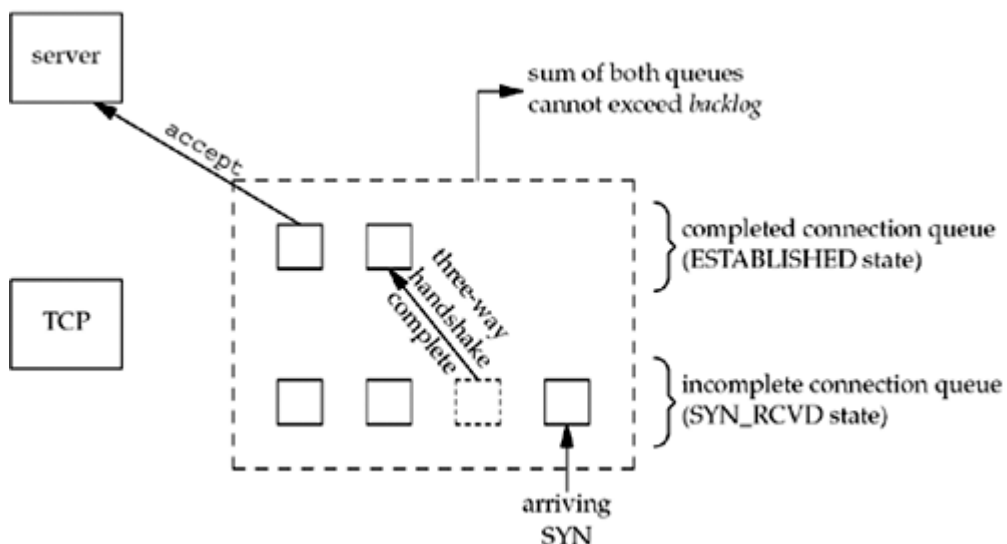 server
sum of both queues
cannot exceed backlog
accept
completed connection queue
(ESTABLISHED state)
three-way
handshake
complete
TCP
incomplete connection queue
(SYN_RCVD state)
arriving
SYN